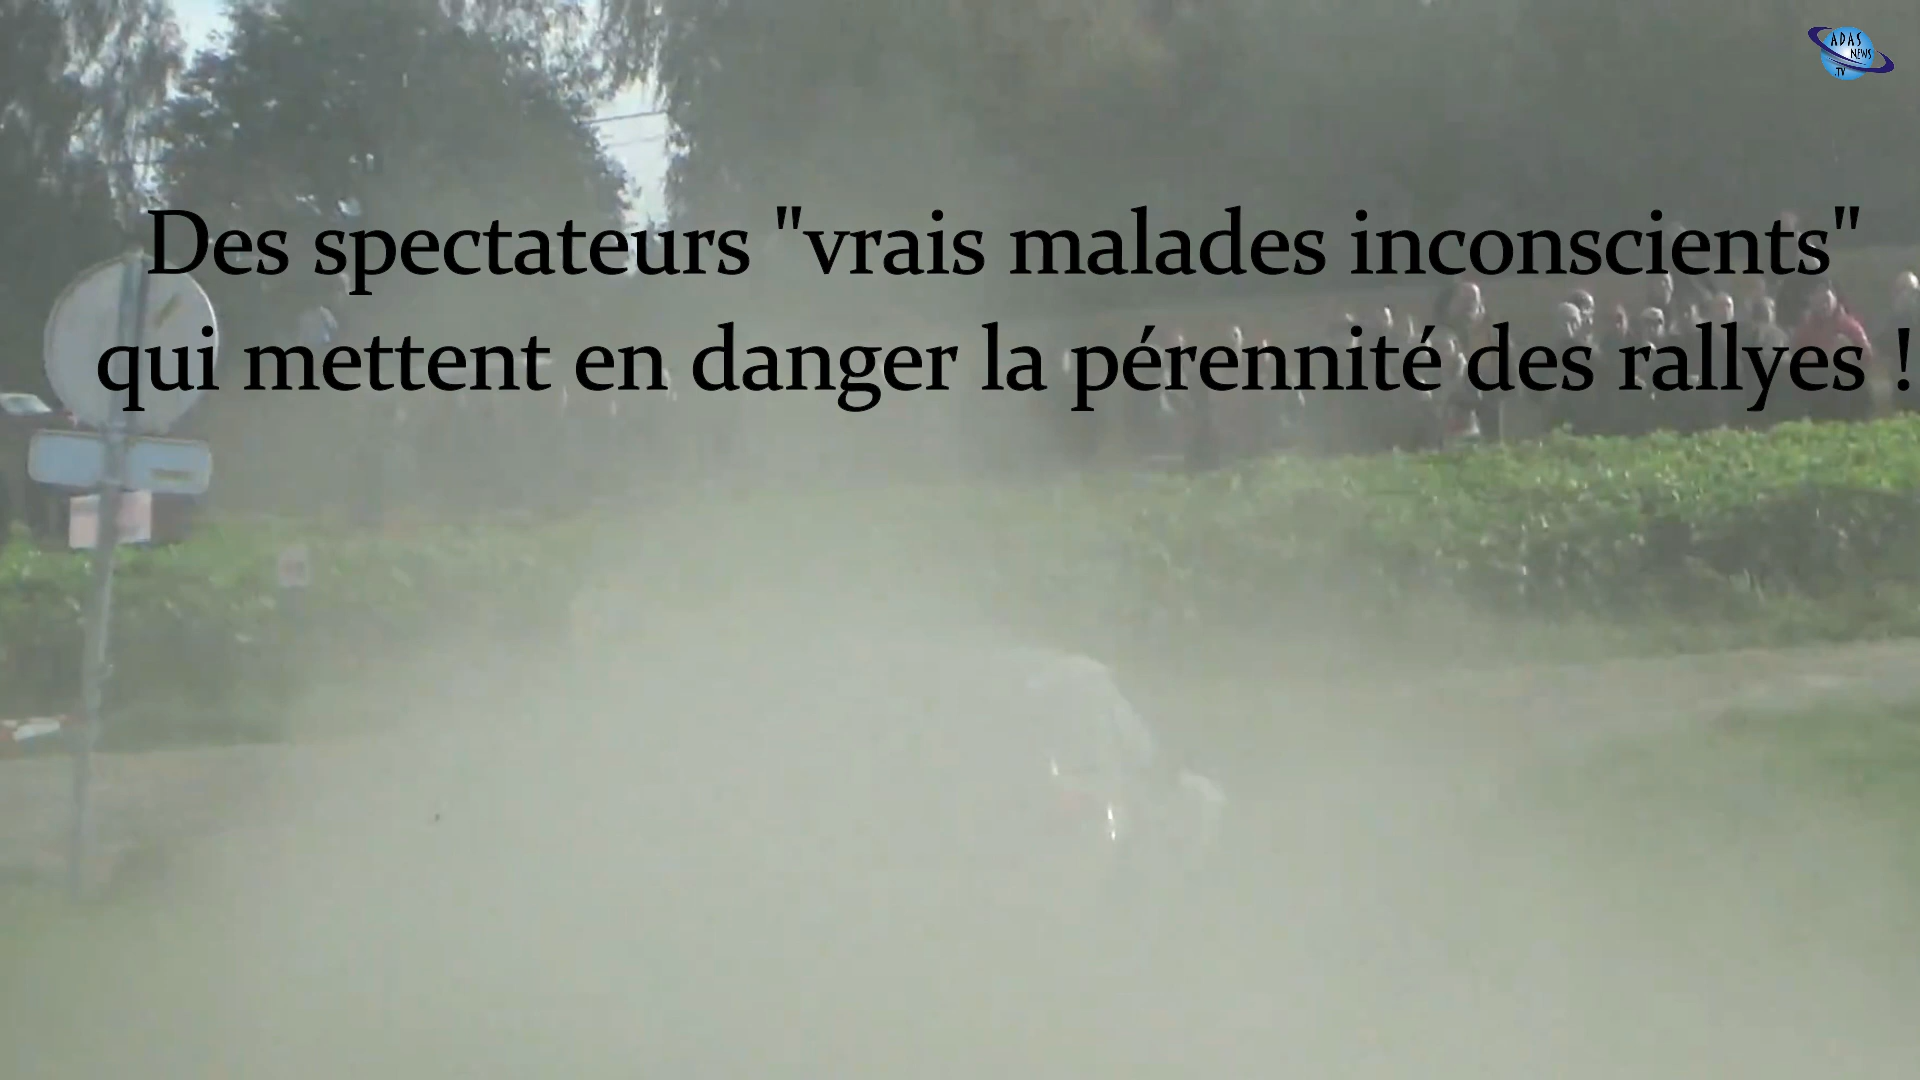 ADAS
NEWS
.TV
Des spectateurs "vrais malades inconscients"
qui mettent en danger la pérennité des rallyes !